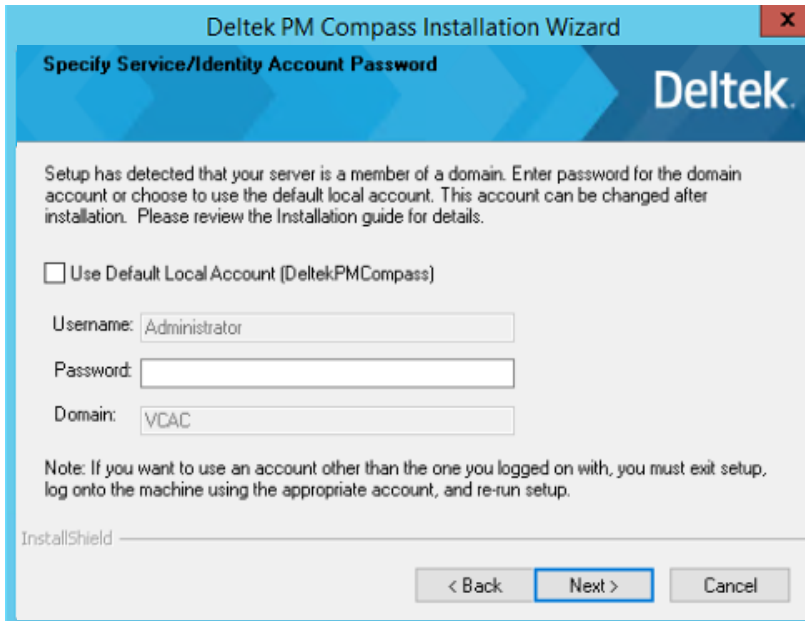 Deltek PM Compass Installation Wizard
x
Specify Service/Identity Account Password
Deltek.
Setup has detected that your server is a member of a domain. Enter password for the domain
account or choose to use the default local account. This account can be changed after
installation. Please review the Installation guide for details.
Use Default Local Account (DeltekPMCompass)
Username: Administrator
Password:
Domain: VCAC
Note: If you want to use an account other than the one you logged on with, you must exit setup,
log onto the machine using the appropriate account, and re-run setup.
InstallShield
< Back Next > Cancel